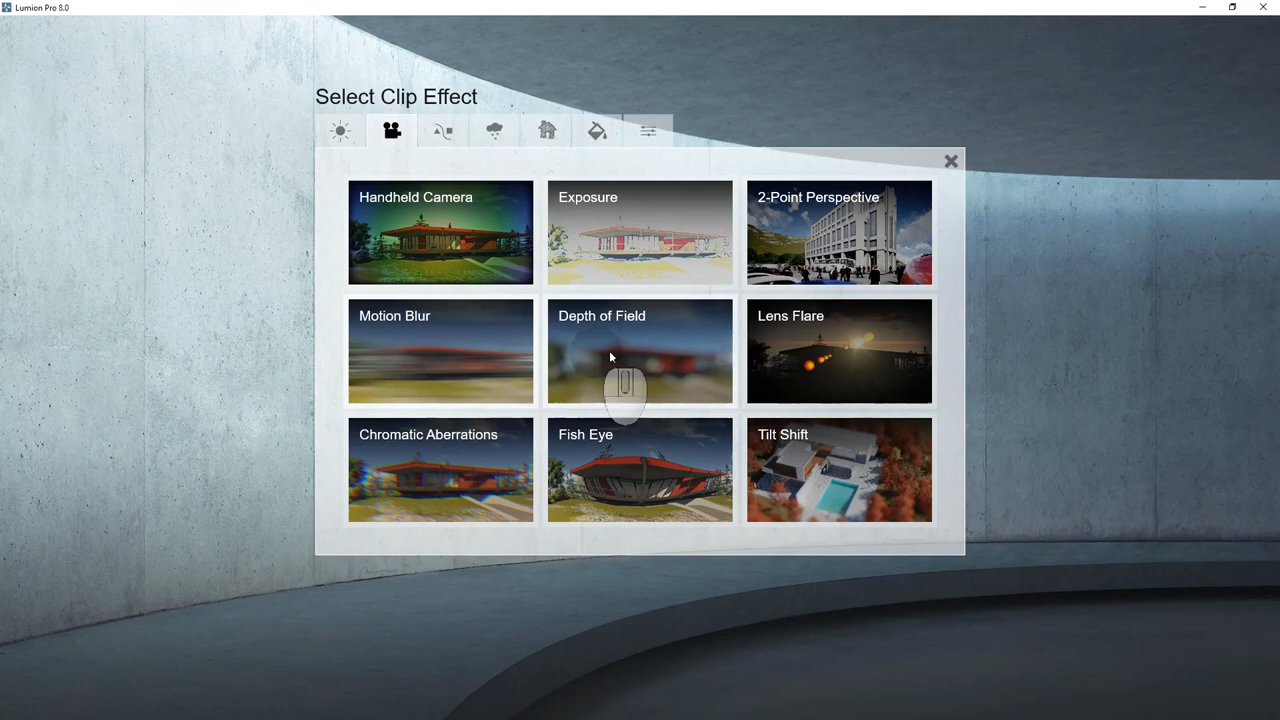 Lumion Pro 8.0
Select Clip Effect
Handheld Camera
Exposure
2-Point Perspective
Motion Blur
Depth of Field
Lens Flare
Chromatic Aberrations
Fish Eye
Tilt Shift